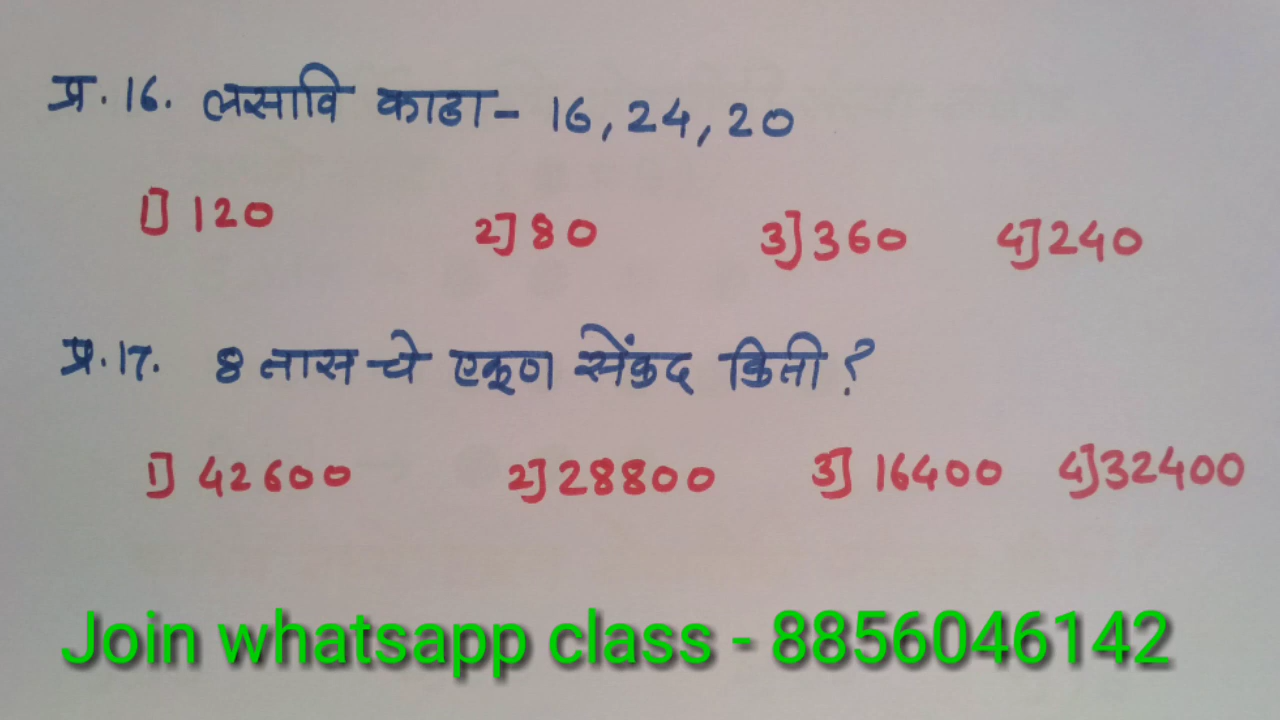 प्र.16. लसावि काढा - 16, 24, 20
1] 120 2] 80 3] 360 4] 240
प्र.17. 8 तास चे एकूण सेंकद किती ?
1] 42600 2] 28800 3] 16400 4] 32400
Join whatsapp class - 8856046142